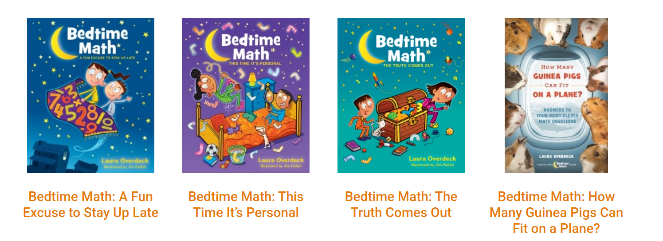 Bedtime
Math
A FUN EXCUSE TO STAY UP LATE
Laura Overdeck
Illustrated by Jim Paillot
Bedtime
Math
THIS TIME IT'S PERSONAL
Laura Overdeck
Illustrated by Jim Paillot
Bedtime
Math
THE TRUTH COMES OUT
Laura Overdeck
Illustrated by Jim Paillot
HOW MANY
GUINEA PIGS
CAN FIT
ON A PLANE?
ANSWERS TO
YOUR MOST CLEVER
MATH QUESTIONS
LAURA OVERDECK
Bedtime Math: A Fun
Excuse to Stay Up Late
Bedtime Math: This
Time It's Personal
Bedtime Math: The
Truth Comes Out
Bedtime Math: How
Many Guinea Pigs Can
Fit on a Plane?